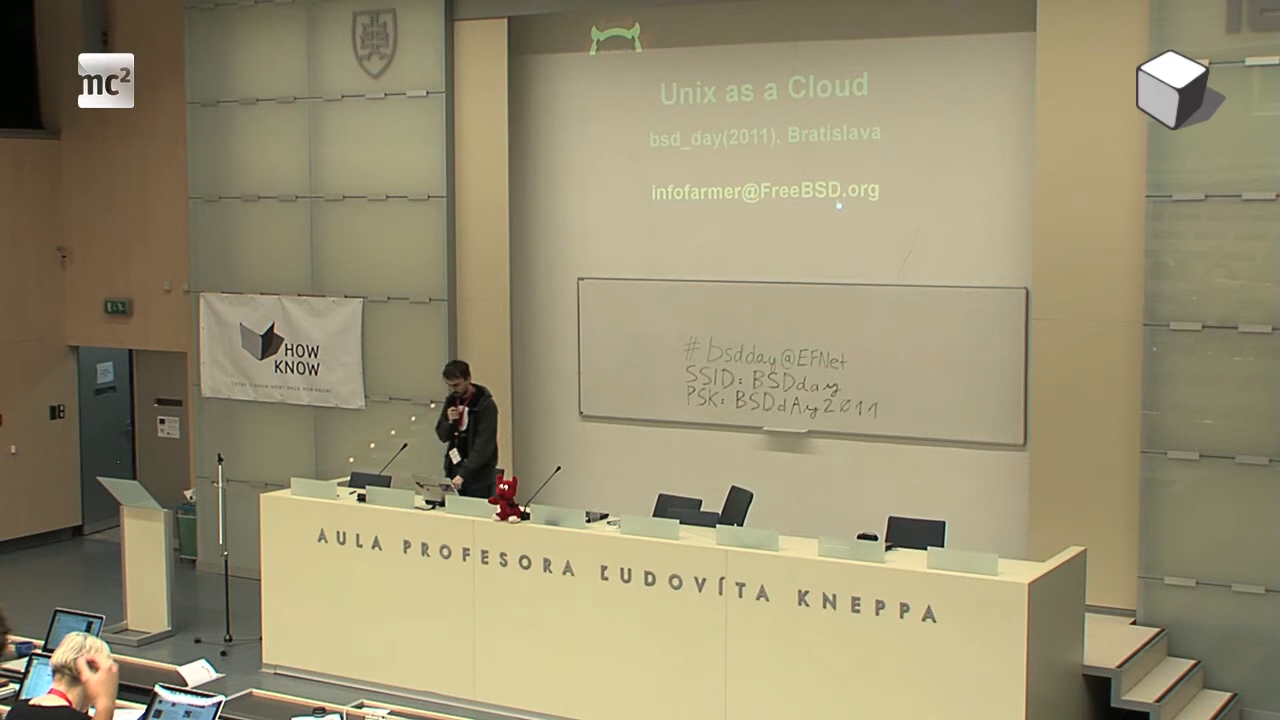 mc²
Unix as a Cloud
bsd_day(2011), Bratislava
infofarmer@FreeBSD.org
#bsdday@EFNet
SSID: BSDday
PSK: BSDdAy2011
HOW
KNOW
AULA PROFESORA ĽUDOVÍTA KNEPPA